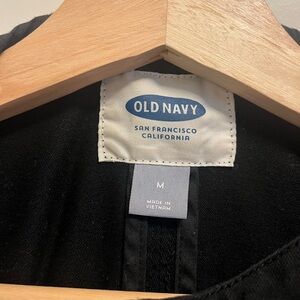 OLD NAVY
SAN FRANCISCO
CALIFORNIA
M
MADE IN
VIETNAM